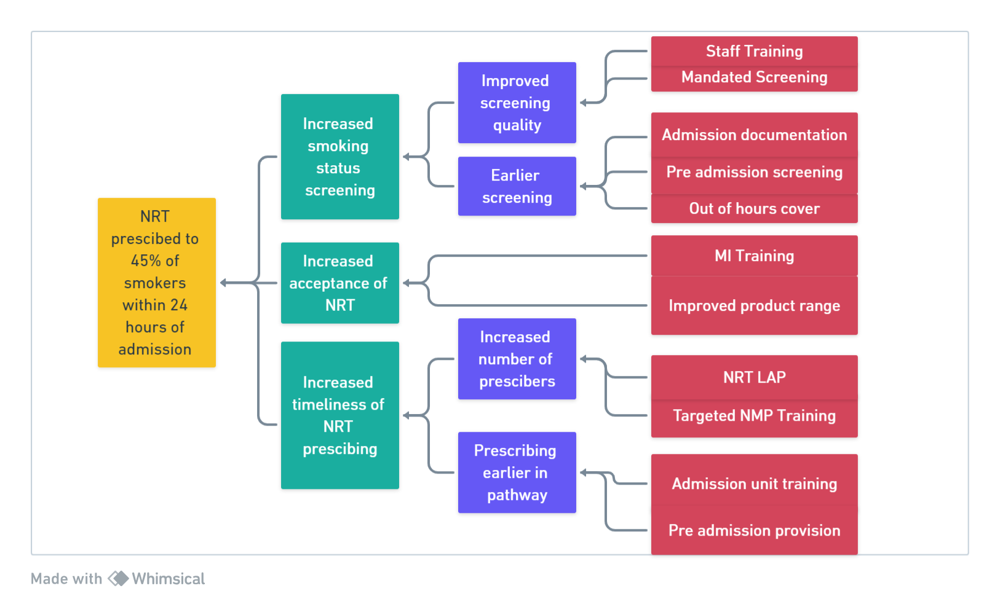 NRT
prescibed to
45% of
smokers
within 24
hours of
admission
Increased
smoking
status
screening
Increased
acceptance of
NRT
Increased
timeliness of
NRT
prescibing
Improved
screening
quality
Earlier
screening
Increased
number of
prescibers
Prescribing
earlier in
pathway
Staff Training
Mandated Screening
Admission documentation
Pre admission screening
Out of hours cover
MI Training
Improved product range
NRT LAP
Targeted NMP Training
Admission unit training
Pre admission provision
Made with Whimsical